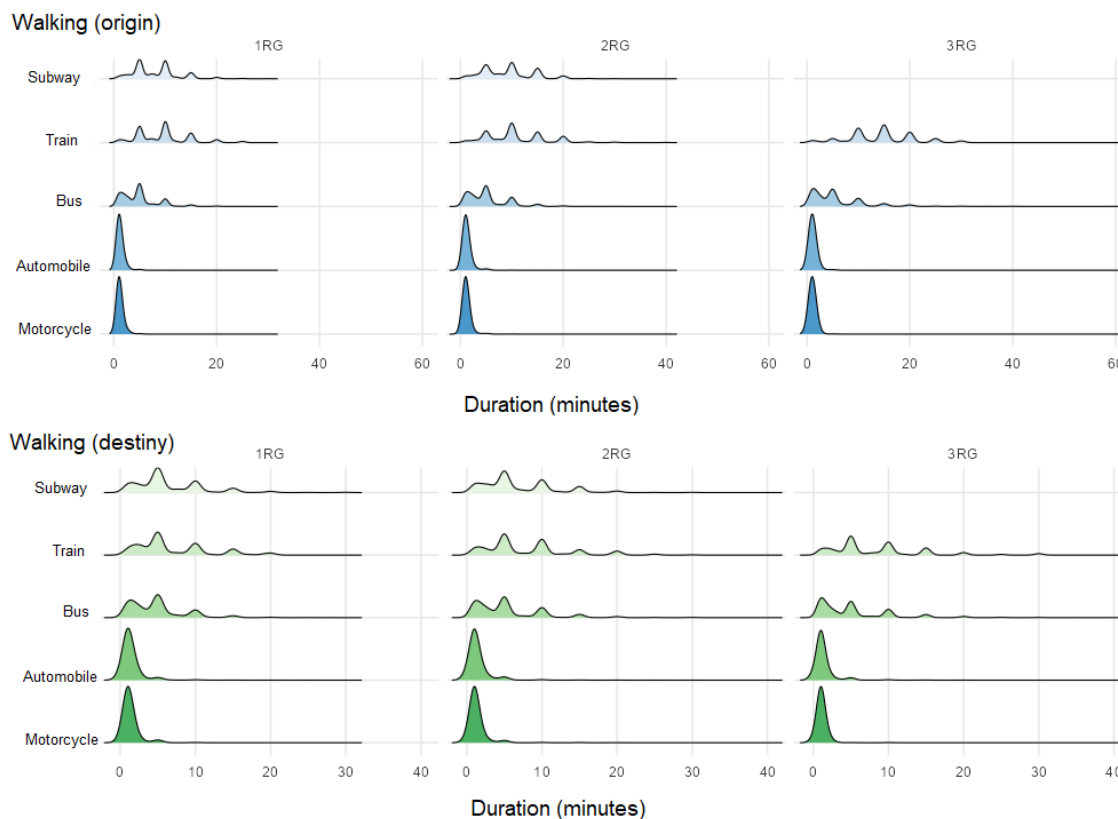 Walking (origin)
1RG 2RG 3RG
Subway
Train
Bus
Automobile
Motorcycle
0 20 40 60 0 20 40 60 0 20 40 60
Duration (minutes)
Walking (destiny)
1RG 2RG 3RG
Subway
Train
Bus
Automobile
Motorcycle
0 10 20 30 40 0 10 20 30 40 0 10 20 30 40
Duration (minutes)